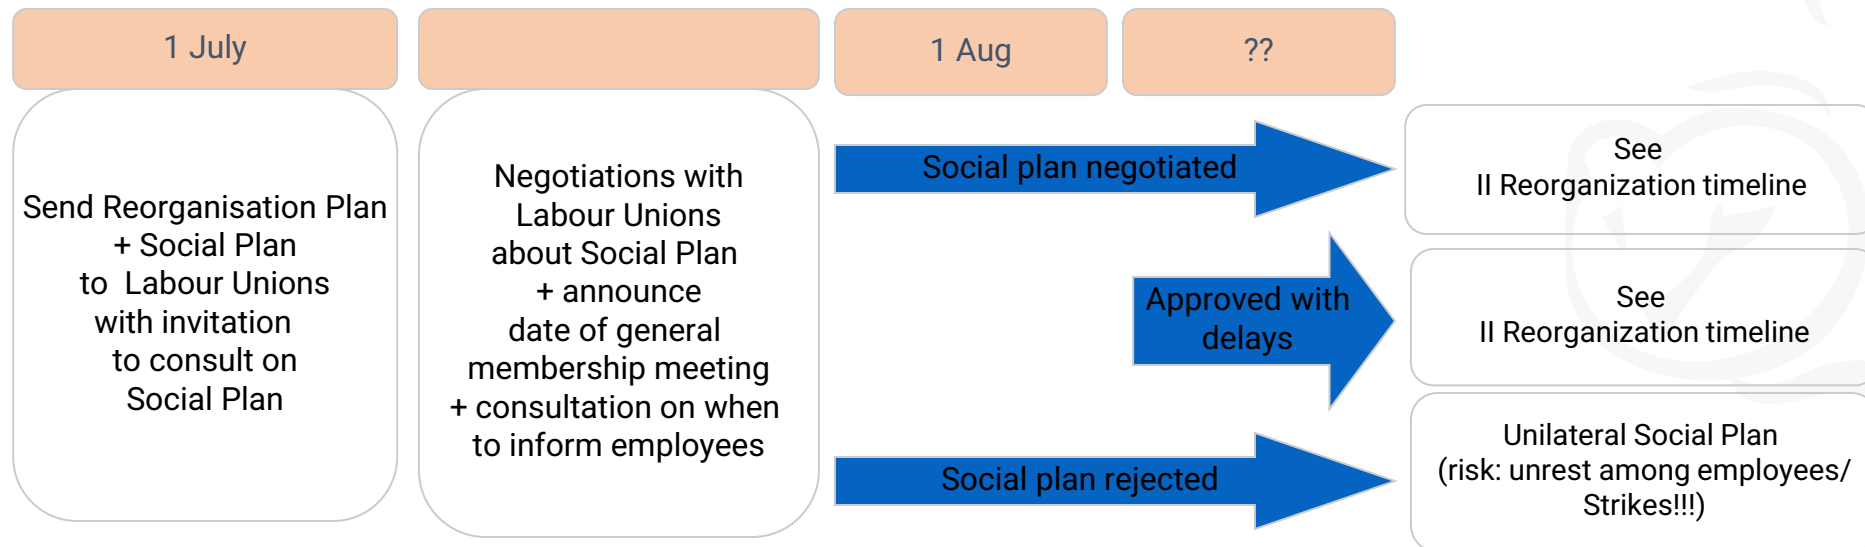 1 July
1 Aug
??
Send Reorganisation Plan
+ Social Plan
to Labour Unions
with invitation
to consult on
Social Plan
Negotiations with
Labour Unions
about Social Plan
+ announce
date of general
membership meeting
+ consultation on when
to inform employees
Social plan negotiated
See
II Reorganization timeline
Approved with
delays
See
II Reorganization timeline
Social plan rejected
Unilateral Social Plan
(risk: unrest among employees/
Strikes!!!)